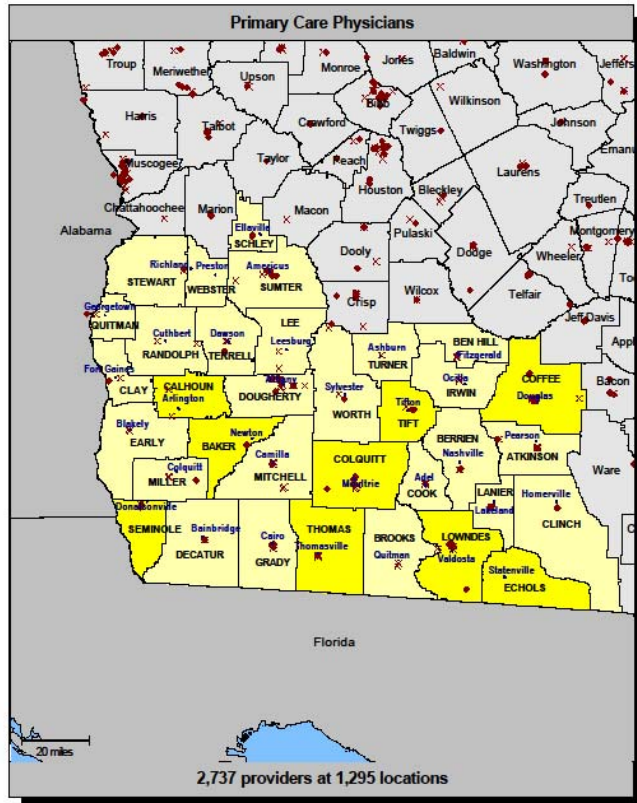 Primary Care Physicians
Troup
Meriwether
Upson
Monroe
Jones
Baldwin
Washington
Harris
Talbot
Crawford
Bibb
Wilkinson
Twiggs
Johnson
Muscogee
Taylor
Peach
Houston
Bleckley
Laurens
Treutlen
Chattahoochee
Marion
Macon
Pulaski
Montgomery
Alabama
Ellaville
SCHLEY
Dooly
Dodge
Wheeler
Richland
Preston
Americus
STEWART
WEBSTER
SUMTER
Crisp
Wilcox
Telfair
Georgetown
QUITMAN
LEE
Jeff Davis
Cuthbert
Dawson
Leesburg
Ashburn
BEN HILL
Fitzgerald
RANDOLPH
TERRELL
TURNER
Fort Gaines
CLAY
CALHOUN
Arlington
Albany
DOUGHERTY
Sylvester
WORTH
Tifton
TIFT
Ocilla
IRWIN
COFFEE
Douglas
Bacon
Blakely
EARLY
Newton
BAKER
Camilla
MITCHELL
COLQUITT
Moultrie
BERRIEN
Nashville
Pearson
ATKINSON
Ware
Colquitt
MILLER
Adel
COOK
LANIER
Lakeland
Homerville
CLINCH
Donalsonville
SEMINOLE
Bainbridge
DECATUR
Cairo
GRADY
THOMAS
Thomasville
BROOKS
Quitman
LOWNDES
Valdosta
Statenville
ECHOLS
Florida
20 miles
2,737 providers at 1,295 locations